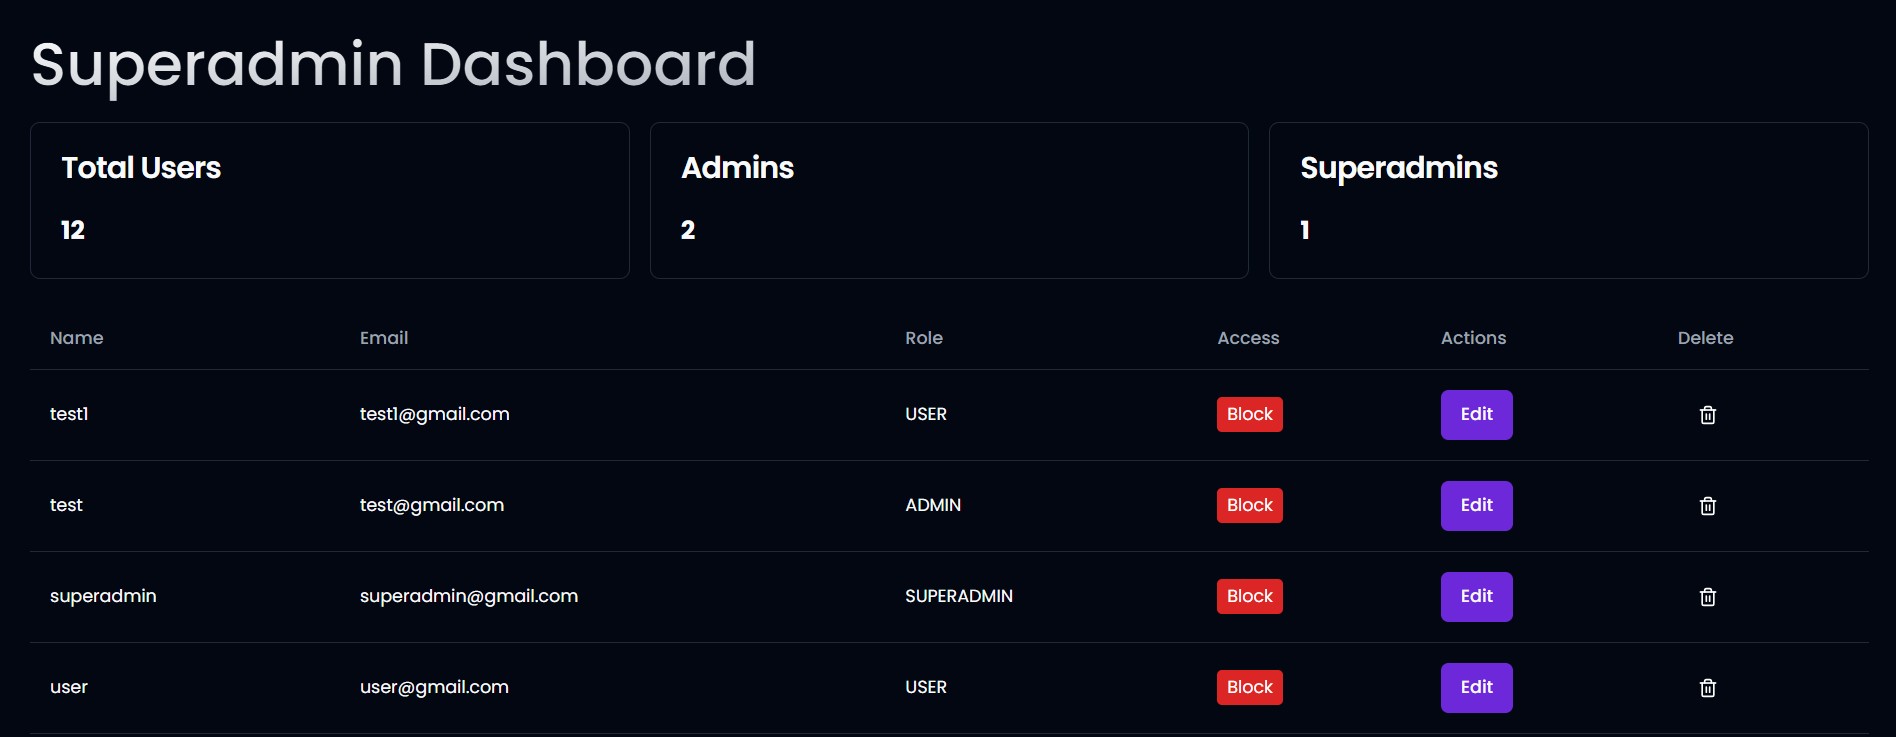 Superadmin Dashboard
Total Users Admins Superadmins
12 2 1
Name Email Role Access Actions Delete
test1 test1@gmail.com USER Block Edit
test test@gmail.com ADMIN Block Edit
superadmin superadmin@gmail.com SUPERADMIN Block Edit
user user@gmail.com USER Block Edit